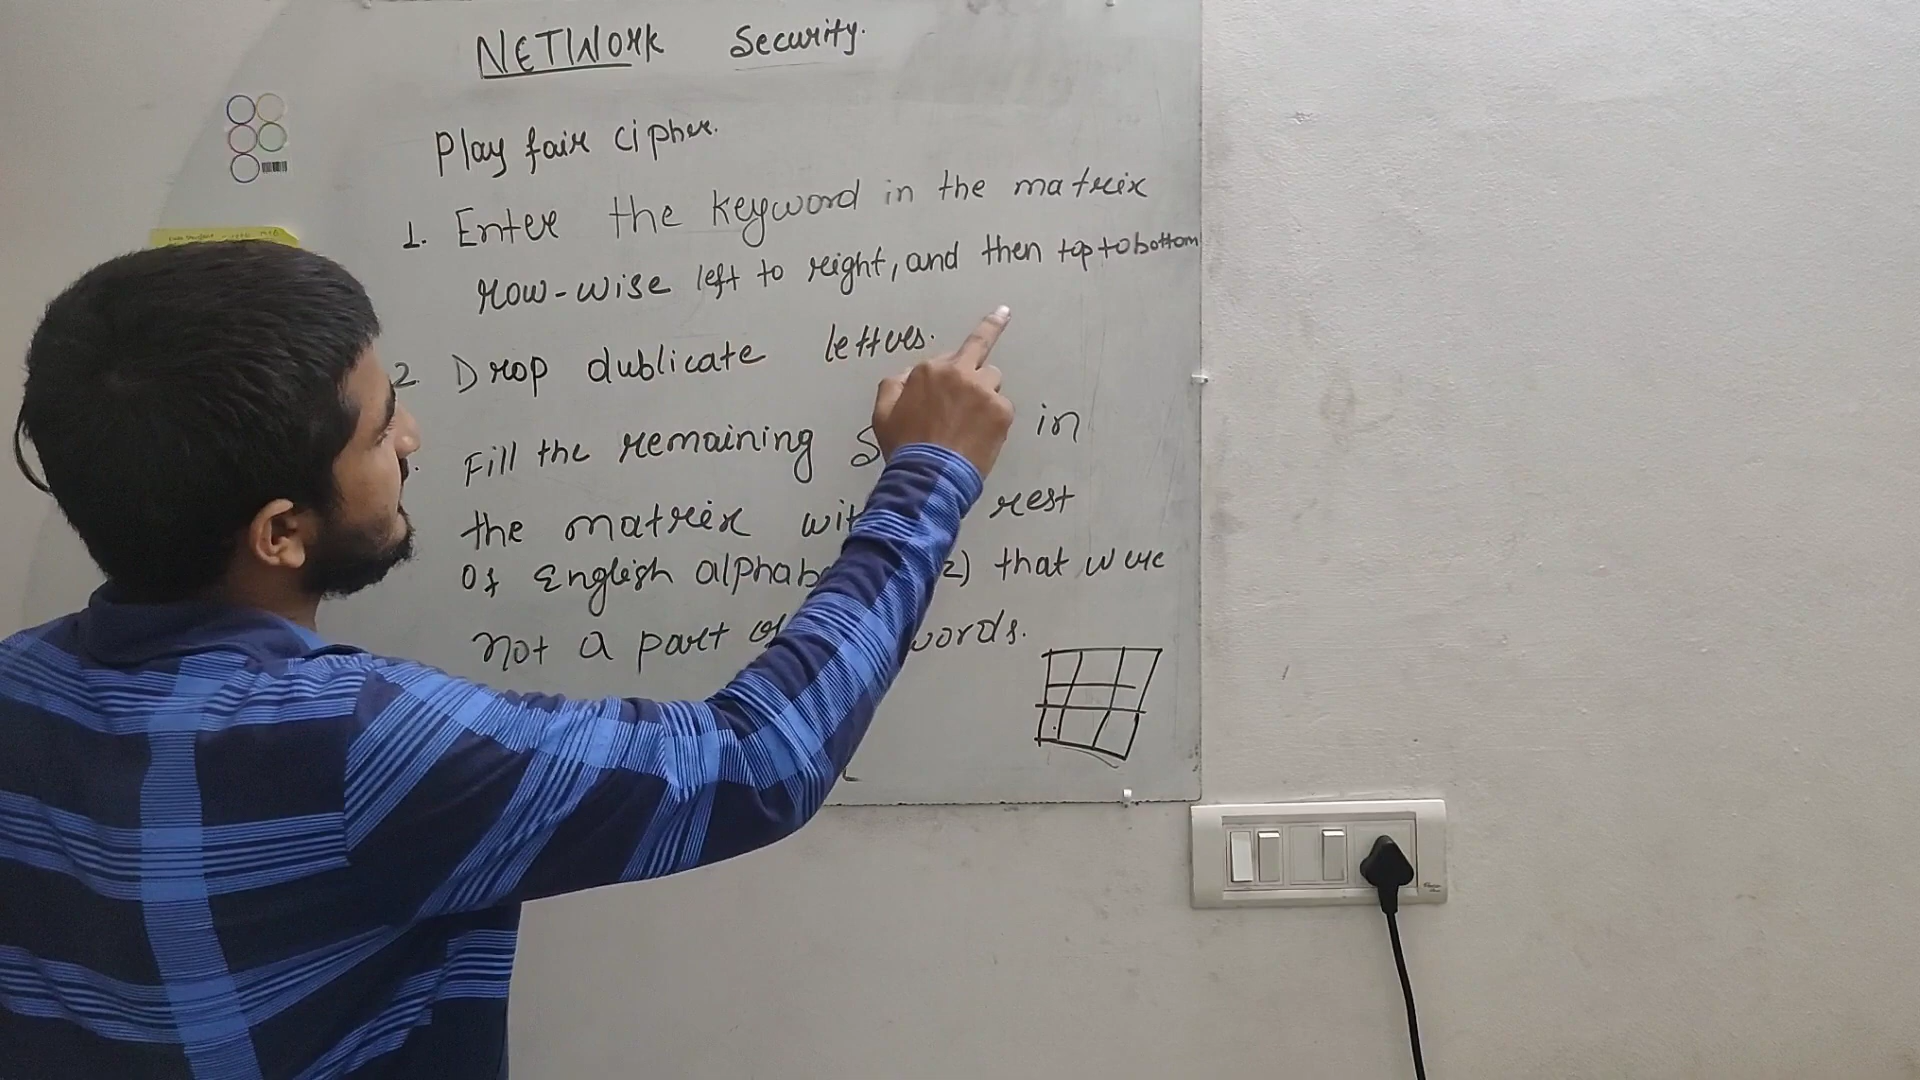 NETWork Security.
Play fair cipher.
1. Enter the keyword in the matrix
row-wise left to right, and then top to bottom
2. Drop dublicate letters.
Fill the remaining in
the matrix rest
of English that were
not a part